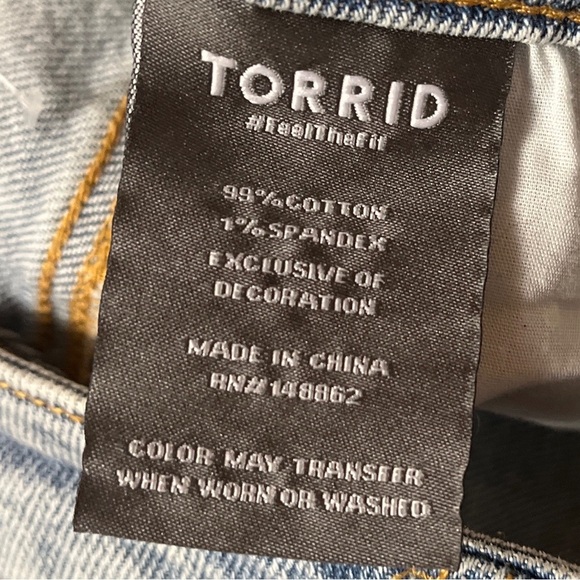 TORRID
#FeelTheFit
99% COTTON
1% SPANDEX
EXCLUSIVE OF
DECORATION
MADE IN CHINA
RN# 148862
COLOR MAY TRANSFER
WHEN WORN OR WASHED